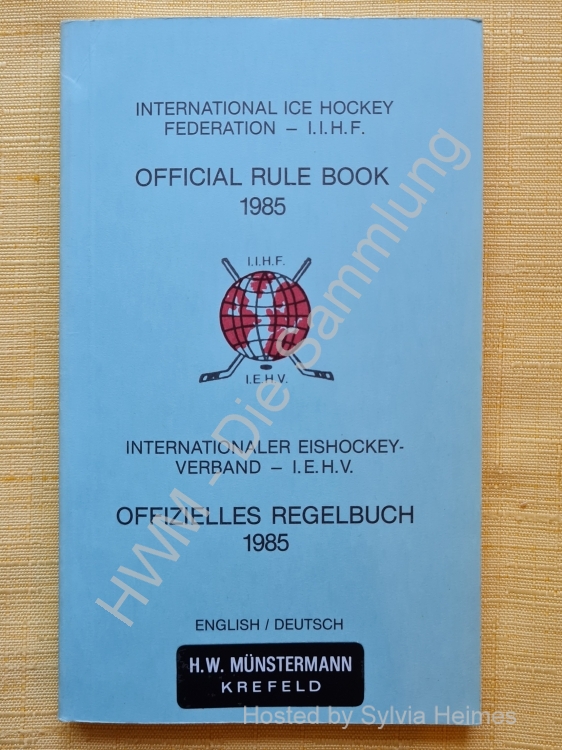 INTERNATIONAL ICE HOCKEY
FEDERATION – I.I.H.F.
OFFICIAL RULE BOOK
1985
I.I.H.F.
I.E.H.V.
INTERNATIONALER EISHOCKEY-
VERBAND – I.E.H.V.
OFFIZIELLES REGELBUCH
1985
ENGLISH / DEUTSCH
H.W. MÜNSTERMANN
KREFELD
HWM - Die Sammlung
Hosted by Sylvia Heimes